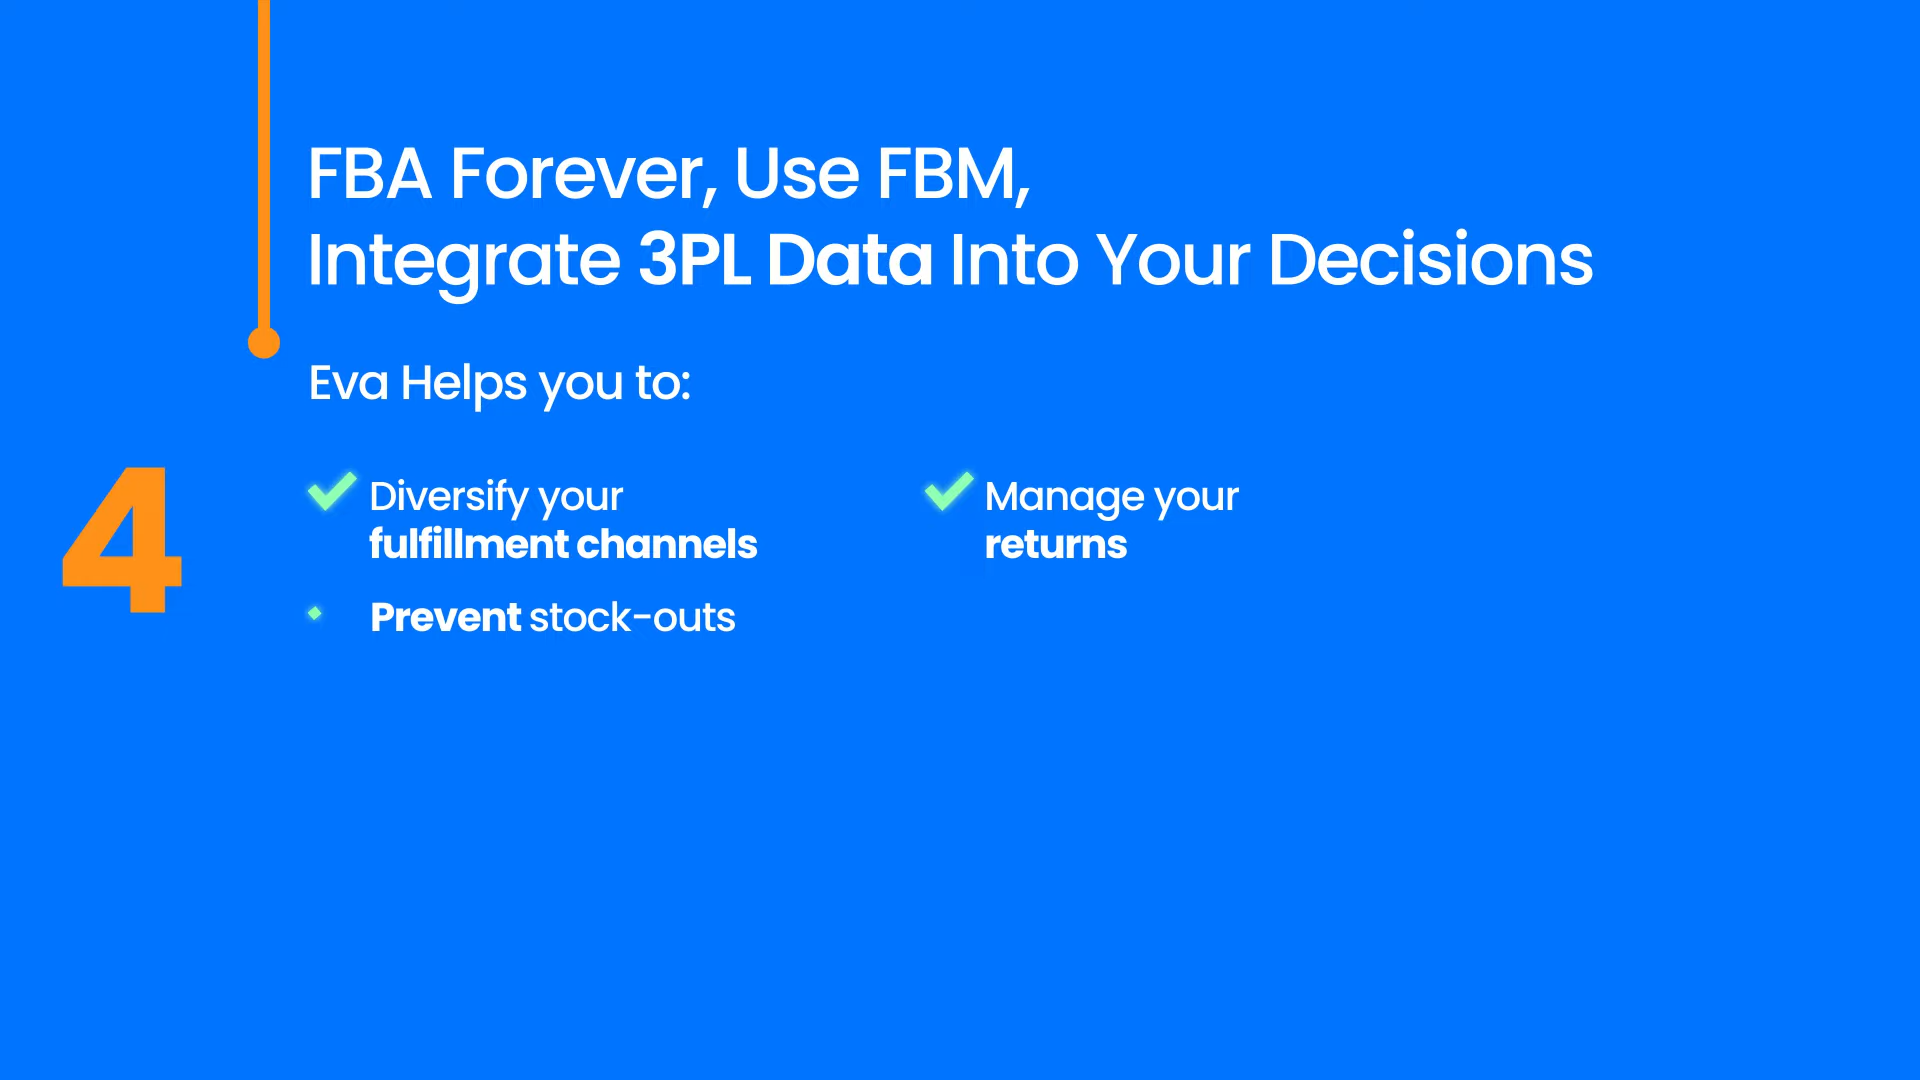 FBA Forever, Use FBM,
Integrate 3PL Data Into Your Decisions
Eva Helps you to:
4
Diversify your
fulfillment channels
Prevent stock-outs
Manage your
returns